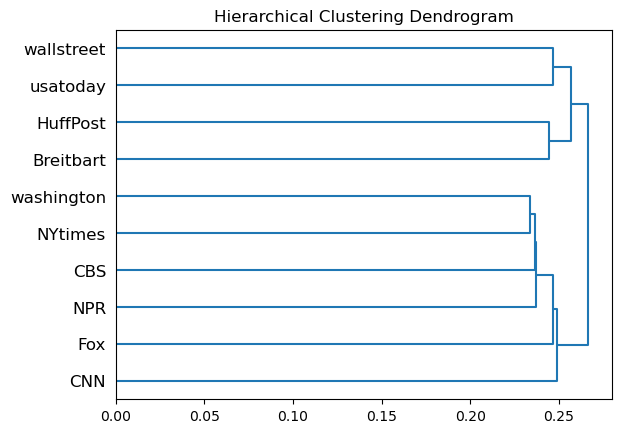 Hierarchical Clustering Dendrogram
wallstreet
usatoday
HuffPost
Breitbart
washington
NYtimes
CBS
NPR
Fox
CNN
0.00 0.05 0.10 0.15 0.20 0.25